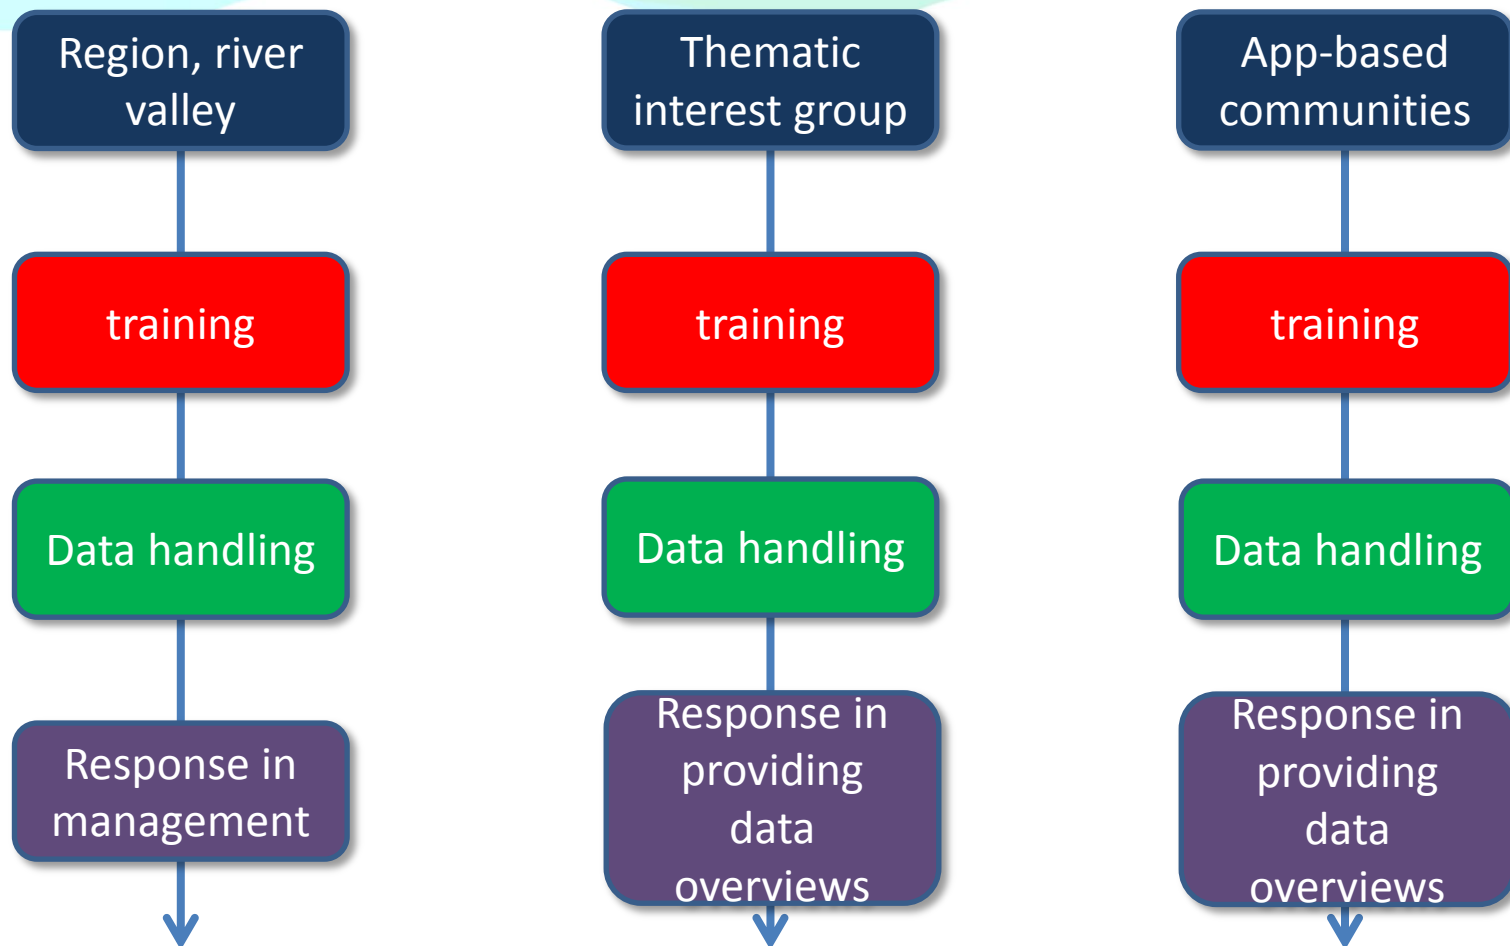 Region, river
valley
training
Data handling
Response in
management
Thematic
interest group
training
Data handling
Response in
providing
data
overviews
App-based
communities
training
Data handling
Response in
providing
data
overviews